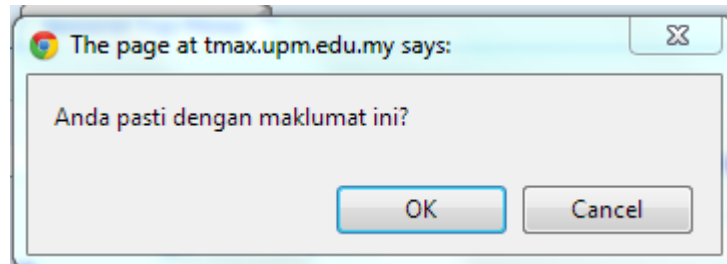 The page at tmax.upm.edu.my says:
Anda pasti dengan maklumat ini?
OK
Cancel